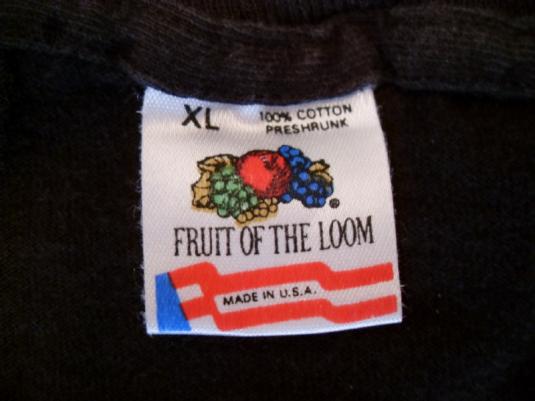 XL
100% COTTON
PRESHRUNK
®
FRUIT OF THE LOOM
MADE IN U.S.A.